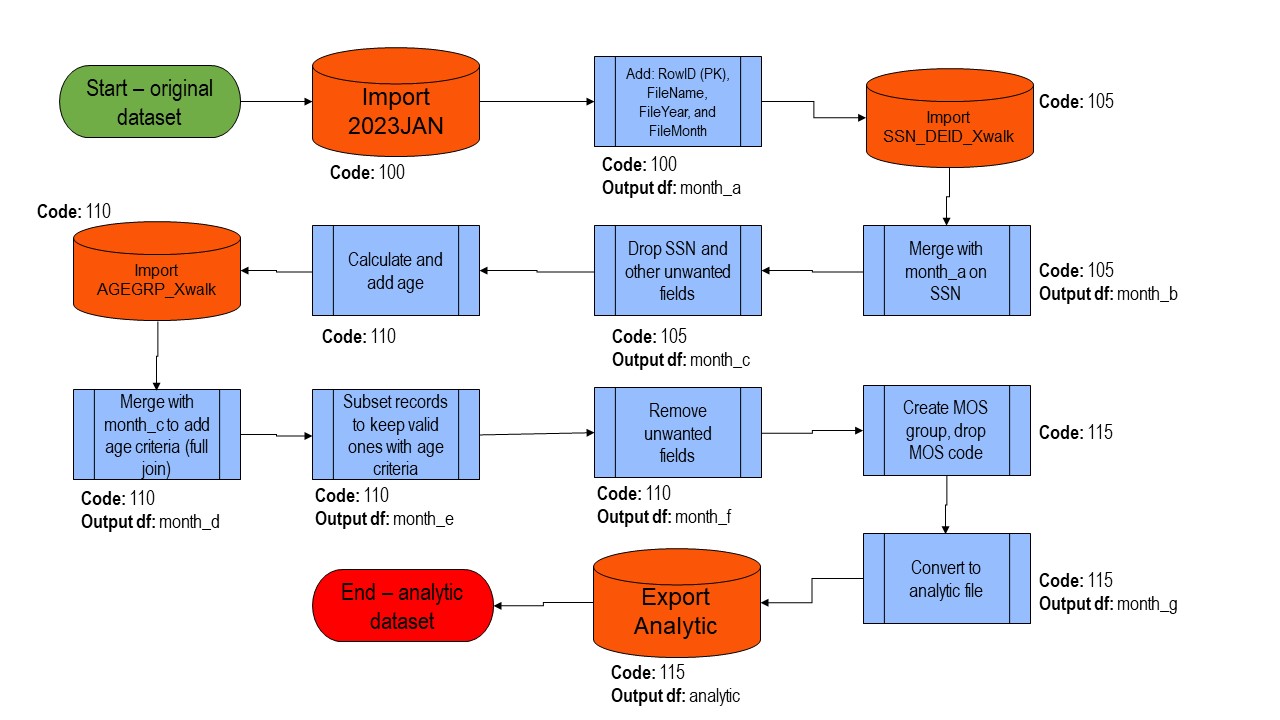 Start – original
dataset
Import
2023JAN
Code: 100
Add: RowID (PK),
FileName,
FileYear, and
FileMonth
Code: 100
Output df: month_a
Import
SSN_DEID_Xwalk
Code: 105
Merge with
month_a on
SSN
Code: 105
Output df: month_b
Drop SSN and
other unwanted
fields
Code: 105
Output df: month_c
Calculate and
add age
Code: 110
Code: 110
Import
AGEGRP_Xwalk
Merge with
month_c to add
age criteria (full
join)
Code: 110
Output df: month_d
Subset records
to keep valid
ones with age
criteria
Code: 110
Output df: month_e
Remove
unwanted
fields
Code: 110
Output df: month_f
Create MOS
group, drop
MOS code
Code: 115
Convert to
analytic file
Code: 115
Output df: month_g
Export
Analytic
Code: 115
Output df: analytic
End – analytic
dataset